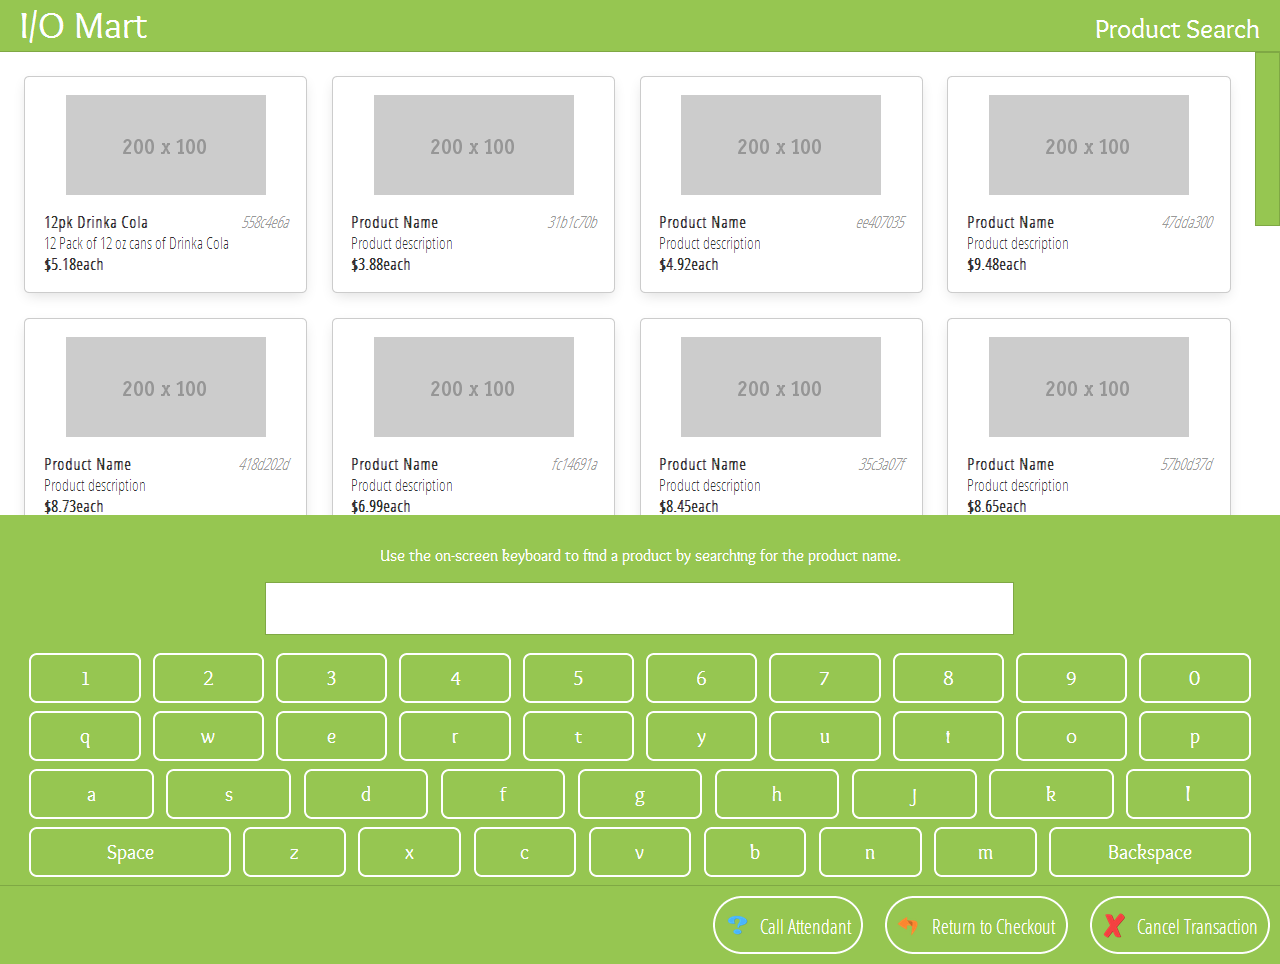 I/O Mart
Product Search
200 x 100 200 x 100 200 x 100 200 x 100
12pk Drinka Cola 558c4e6a Product Name 31b1c70b Product Name ee407035 Product Name 47dda300
12 Pack of 12 oz cans of Drinka Cola Product description Product description Product description
$5.18each $3.88each $4.92each $9.48each
200 x 100 200 x 100 200 x 100 200 x 100
Product Name 418d202d Product Name fc14691a Product Name 35c3a07f Product Name 57b0d37d
Product description Product description Product description Product description
$8.73each $6.99each $8.45each $8.65each
Use the on-screen keyboard to find a product by searching for the product name.
1 2 3 4 5 6 7 8 9 0
q w e r t y u i o p
a s d f g h j k l
Space z x c v b n m Backspace
Call Attendant Return to Checkout Cancel Transaction